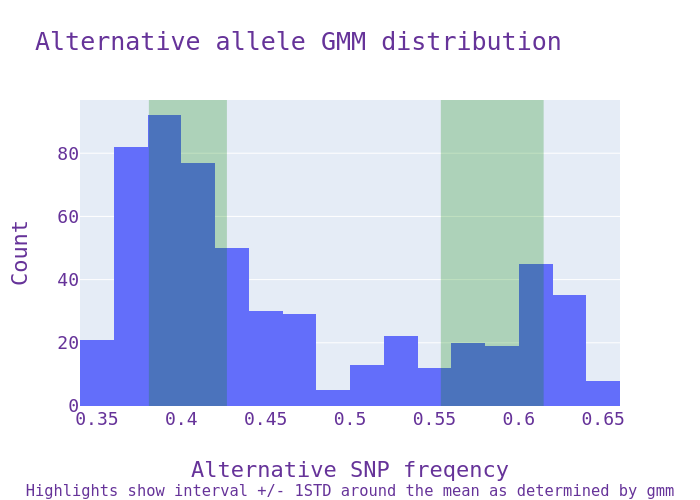 Alternative allele GMM distribution
Count
80
60
40
20
0
0.35 0.4 0.45 0.5 0.55 0.6 0.65
Alternative SNP freqency
Highlights show interval +/- 1STD around the mean as determined by gmm